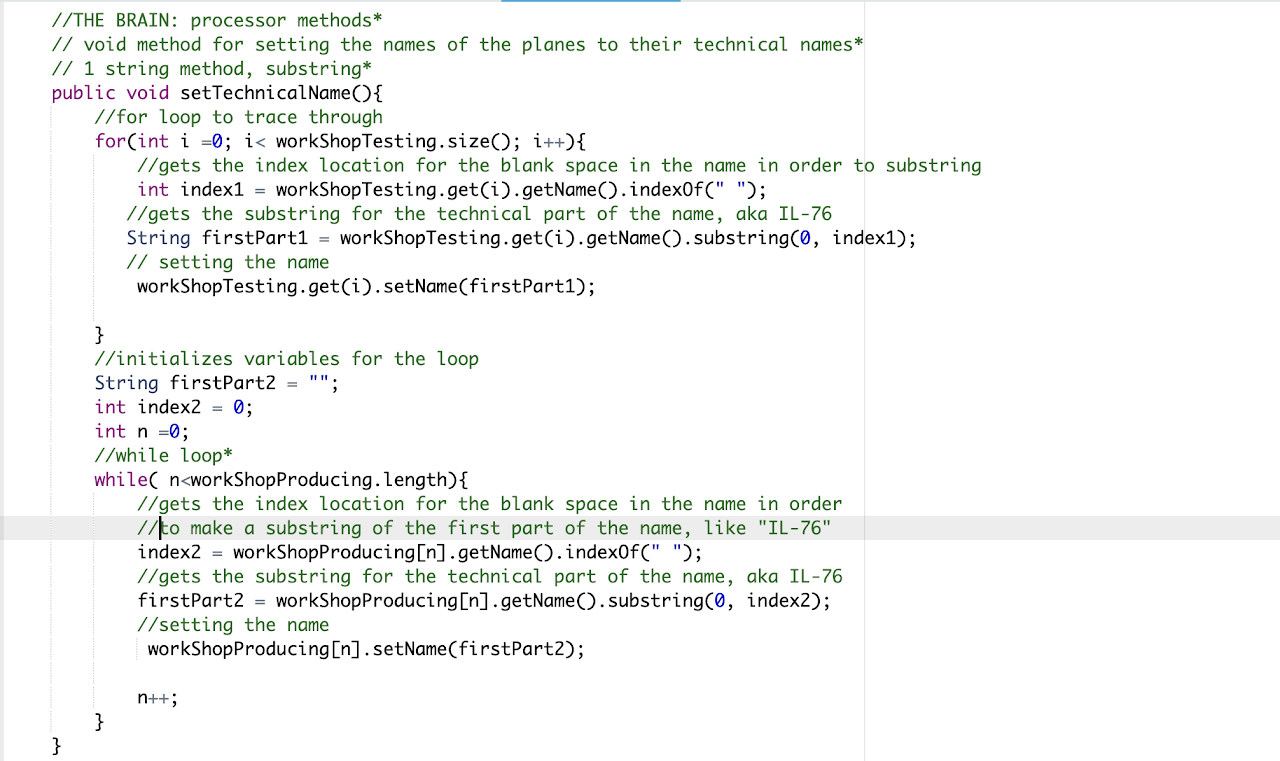 //THE BRAIN: processor methods*
// void method for setting the names of the planes to their technical names*
// 1 string method, substring*
public void setTechnicalName(){
//for loop to trace through
for(int i =0; i< workShopTesting.size(); i++){
//gets the index location for the blank space in the name in order to substring
int index1 = workShopTesting.get(i).getName().indexOf(" ");
//gets the substring for the technical part of the name, aka IL-76
String firstPart1 = workShopTesting.get(i).getName().substring(0, index1);
// setting the name
workShopTesting.get(i).setName(firstPart1);
}
//initializes variables for the loop
String firstPart2 = "";
int index2 = 0;
int n =0;
//while loop*
while( n<workShopProducing.length){
//gets the index location for the blank space in the name in order
//to make a substring of the first part of the name, like "IL-76"
index2 = workShopProducing[n].getName().indexOf(" ");
//gets the substring for the technical part of the name, aka IL-76
firstPart2 = workShopProducing[n].getName().substring(0, index2);
//setting the name
workShopProducing[n].setName(firstPart2);
n++;
}
}